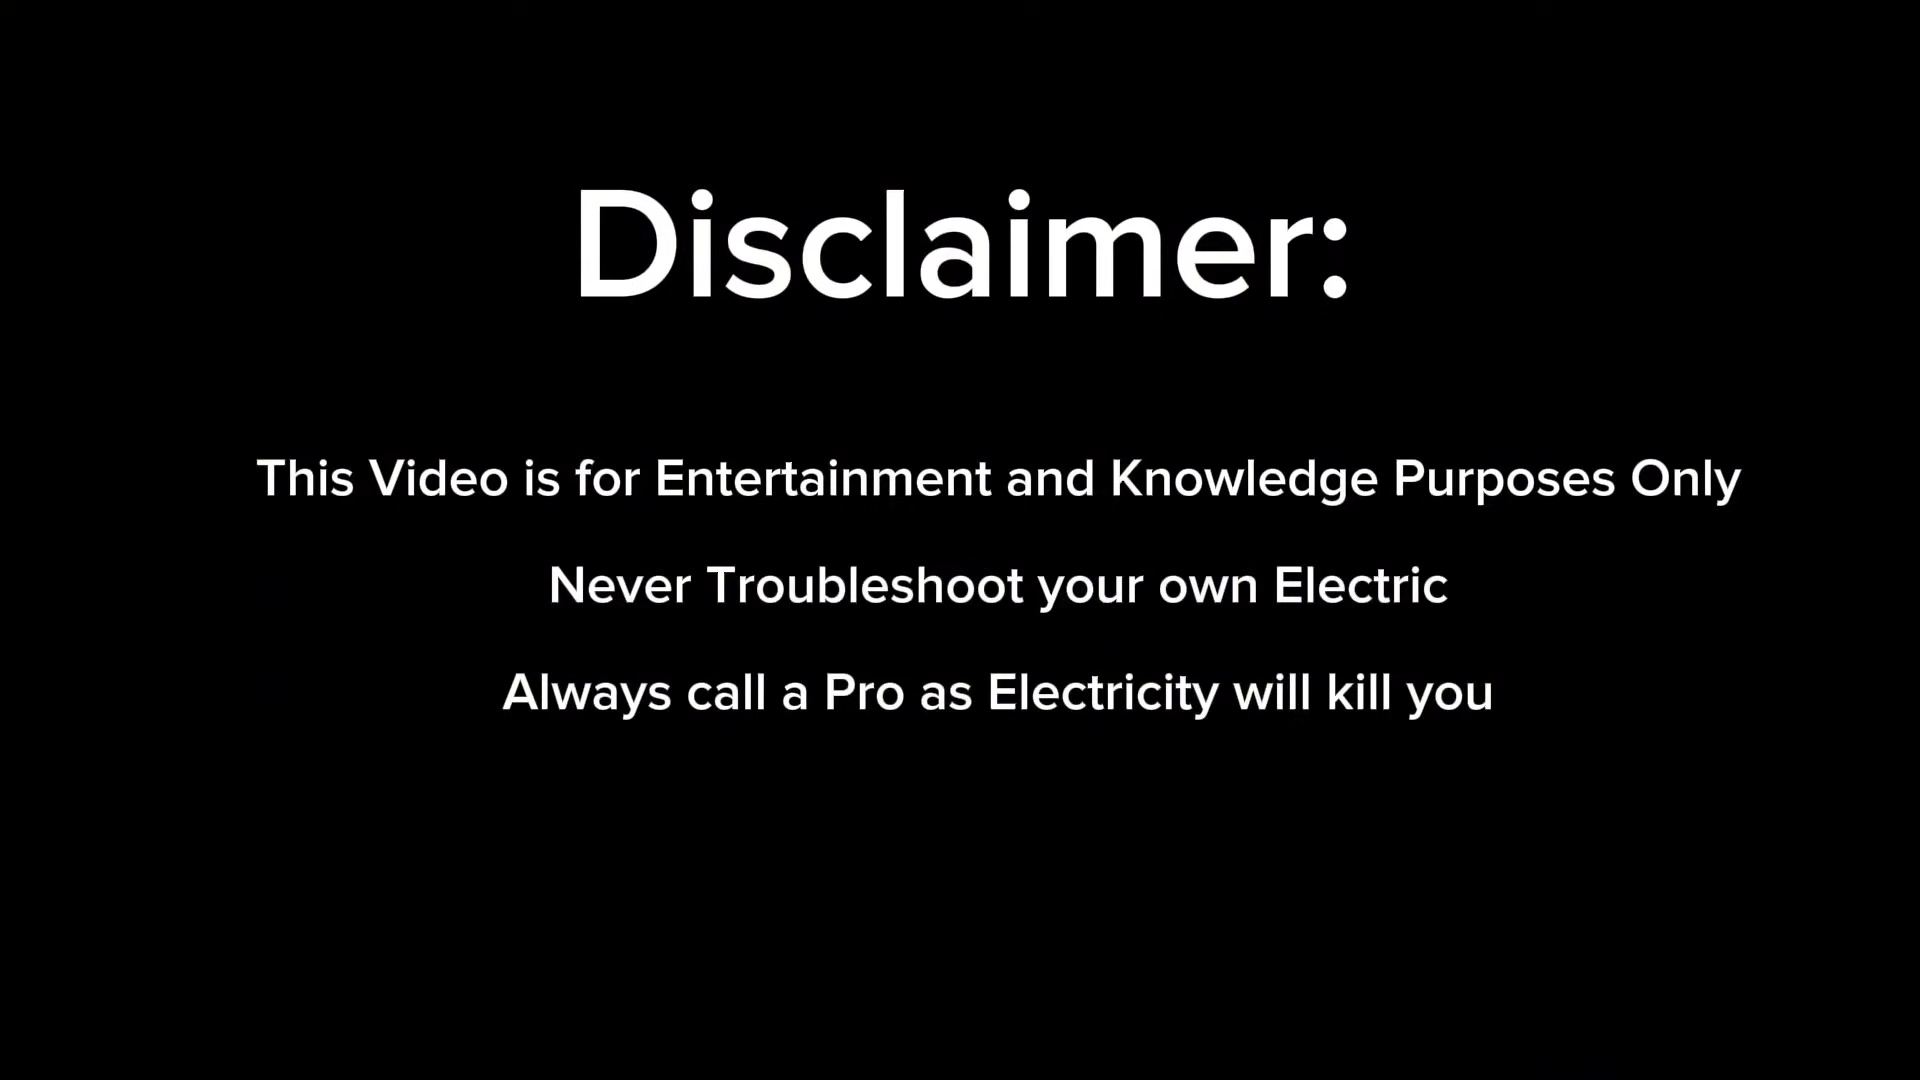 Disclaimer:
This Video is for Entertainment and Knowledge Purposes Only
Never Troubleshoot your own Electric
Always call a Pro as Electricity will kill you